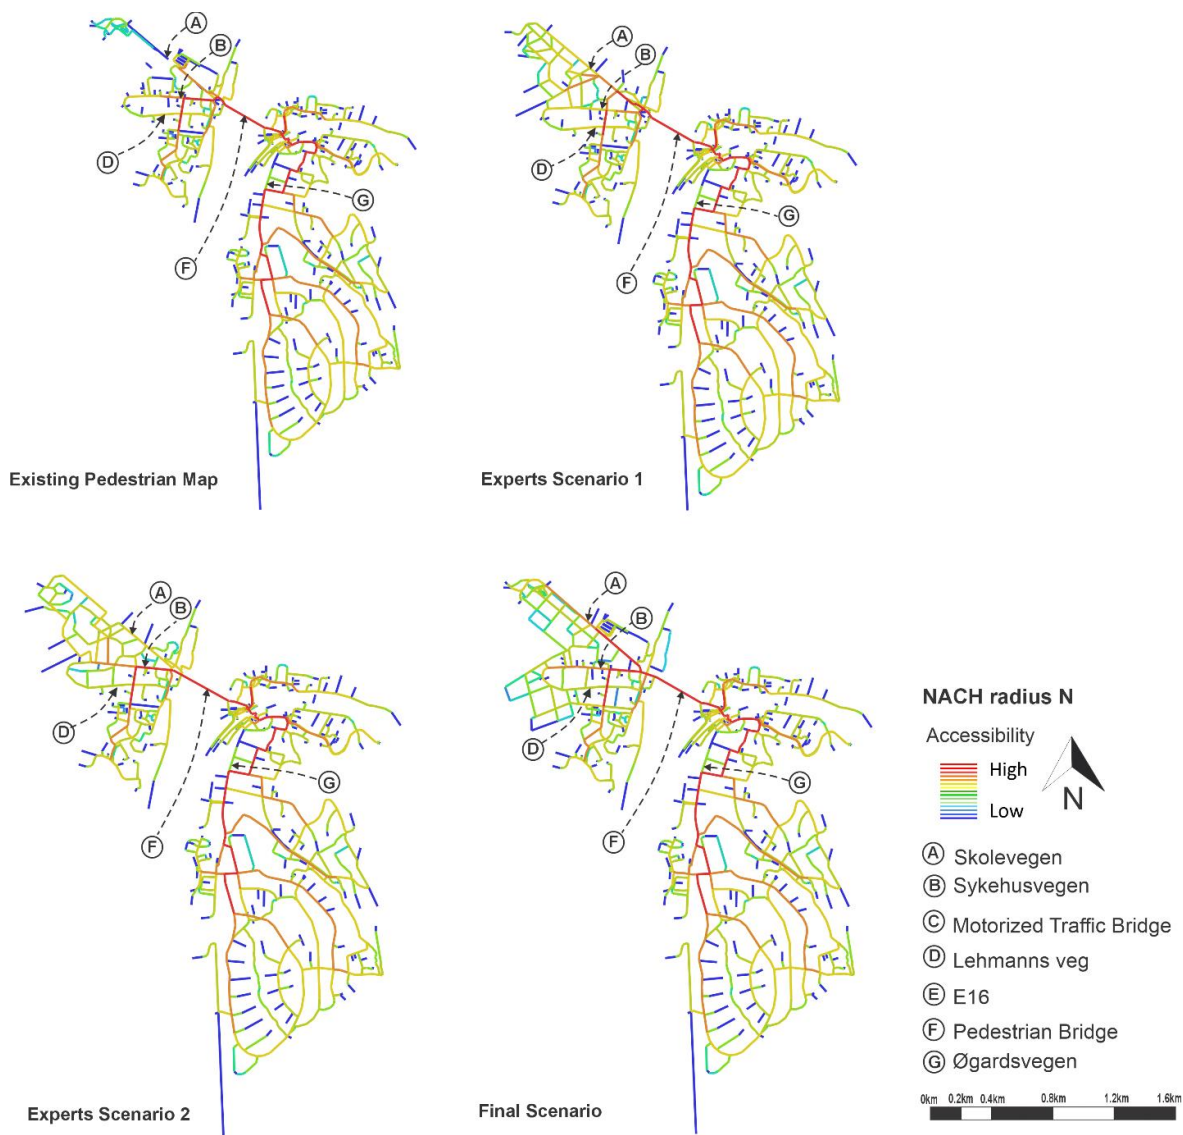 A
B
D
G
F
Existing Pedestrian Map
A
B
D
G
F
Experts Scenario 1
A
B
D
G
F
Experts Scenario 2
A
B
D
G
F
Final Scenario
NACH radius N
Accessibility
High
Low
N
A Skolevegen
B Sykehusvegen
C Motorized Traffic Bridge
D Lehmanns veg
E E16
F Pedestrian Bridge
G Øgardsvegen
0km 0.2km 0.4km 0.8km 1.2km 1.6km